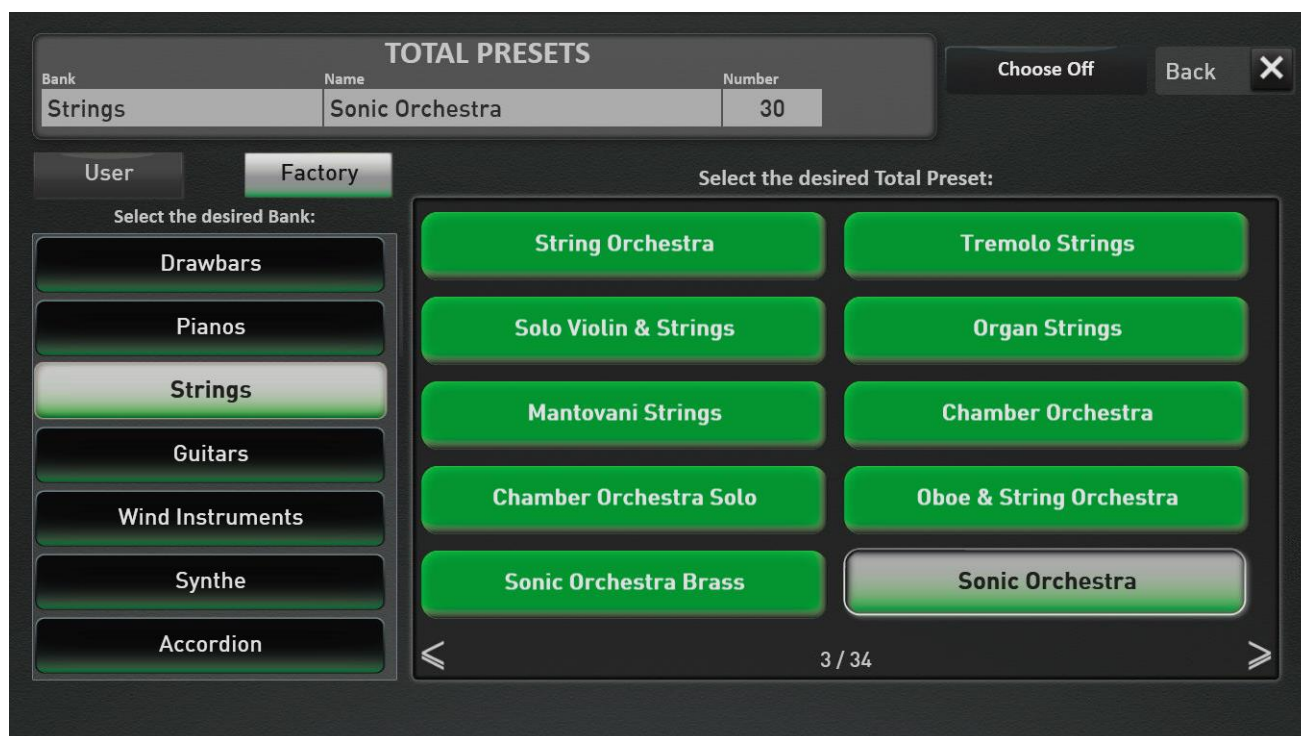 TOTAL PRESETS
Bank Name Number
Strings Sonic Orchestra 30
Choose Off
Back
User Factory
Select the desired Bank:
Drawbars
Pianos
Strings
Guitars
Wind Instruments
Synthe
Accordion
Select the desired Total Preset:
String Orchestra Tremolo Strings
Solo Violin & Strings Organ Strings
Mantovani Strings Chamber Orchestra
Chamber Orchestra Solo Oboe & String Orchestra
Sonic Orchestra Brass Sonic Orchestra
3 / 34